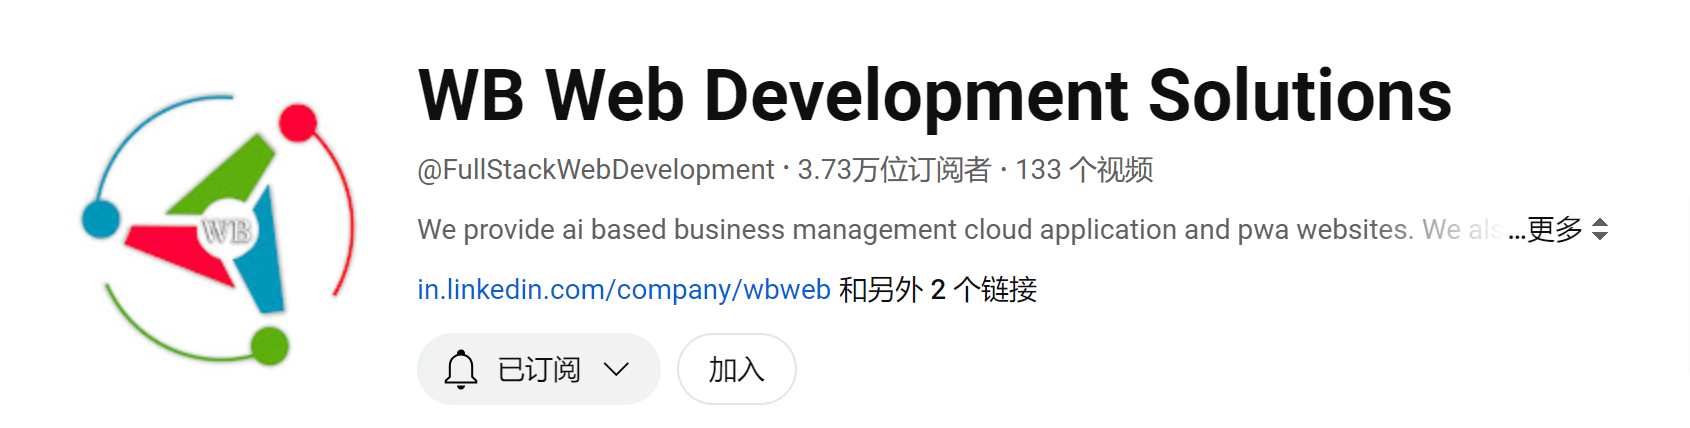 WB
WB Web Development Solutions
@FullStackWebDevelopment · 3.73万位订阅者 · 133 个视频
We provide ai based business management cloud application and pwa websites. We als ...更多
in.linkedin.com/company/wbweb 和另外 2 个链接
已订阅
加入